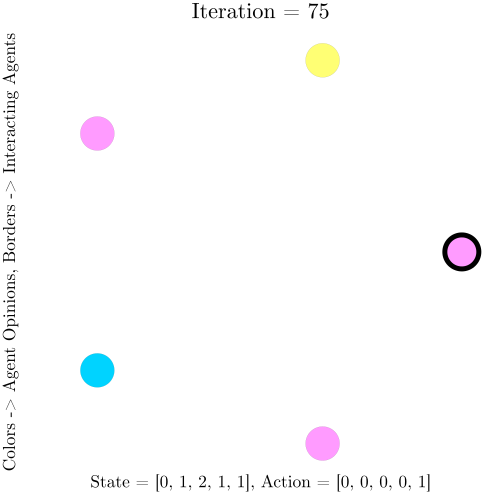 Iteration = 75
Colors -> Agent Opinions, Borders -> Interacting Agents
State = [0, 1, 2, 1, 1], Action = [0, 0, 0, 0, 1]